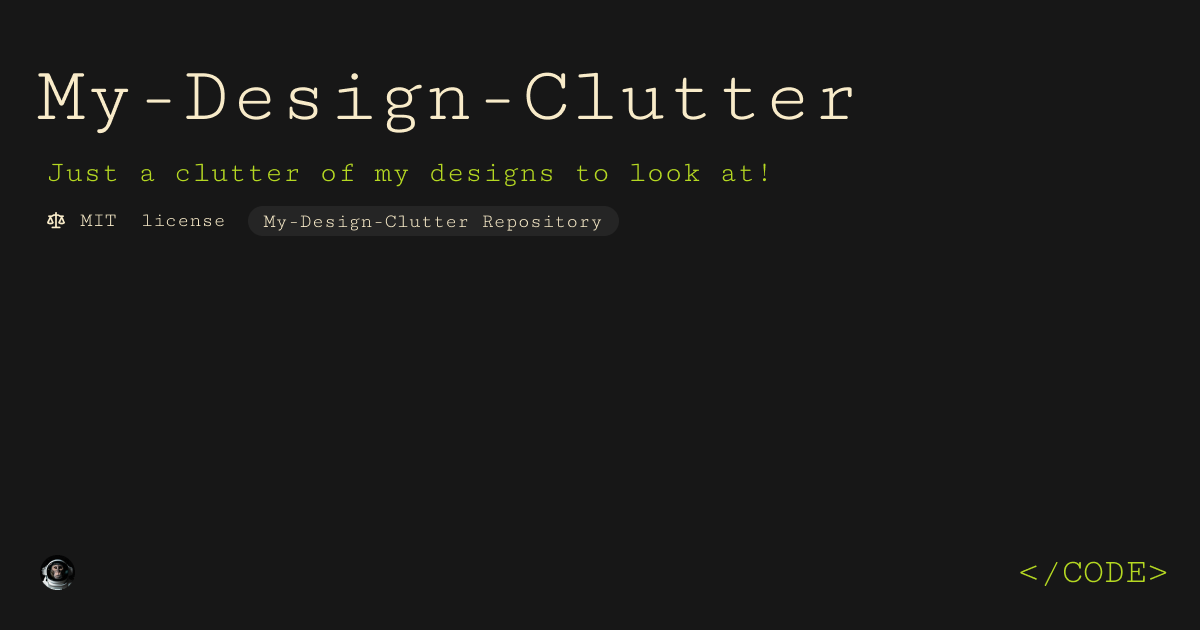 My-Design-Clutter
Just a clutter of my designs to look at!
MIT license My-Design-Clutter Repository
</CODE>